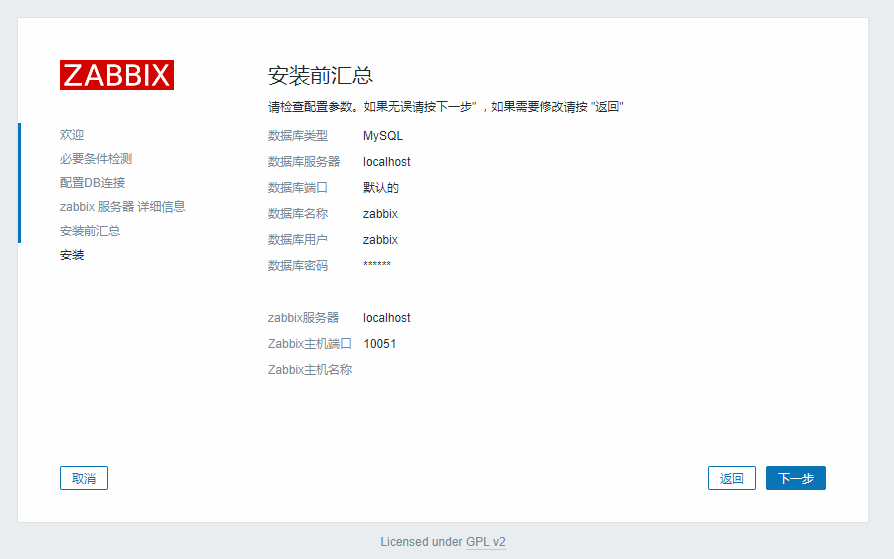 ZABBIX
欢迎
必要条件检测
配置DB连接
zabbix 服务器 详细信息
安装前汇总
安装
安装前汇总
请检查配置参数。如果无误请按下一步" ，如果需要修改请按 "返回"
数据库类型 MySQL
数据库服务器 localhost
数据库端口 默认的
数据库名称 zabbix
数据库用户 zabbix
数据库密码 ******
zabbix服务器 localhost
Zabbix主机端口 10051
Zabbix主机名称
取消
返回 下一步
Licensed under GPL v2